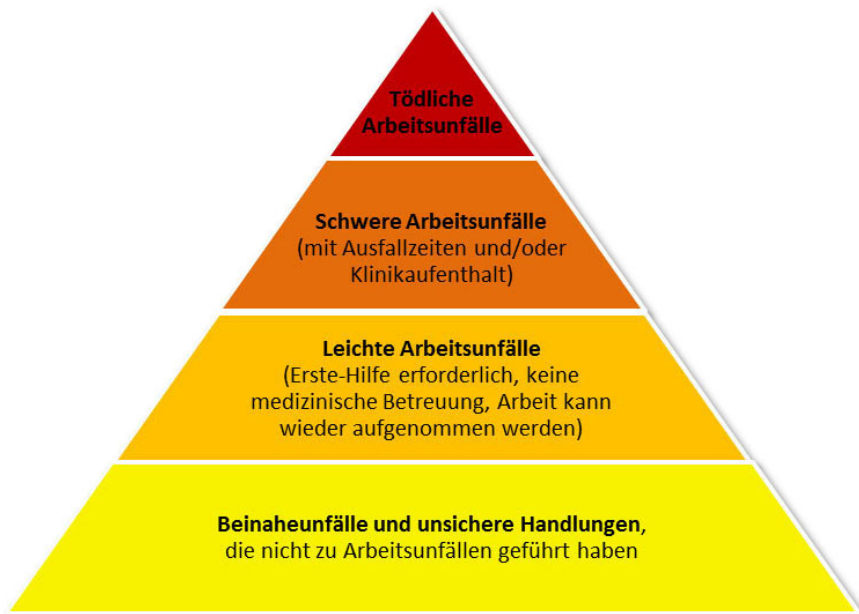 Tödliche
Arbeitsunfälle
Schwere Arbeitsunfälle
(mit Ausfallzeiten und/oder
Klinikaufenthalt)
Leichte Arbeitsunfälle
(Erste-Hilfe erforderlich, keine
medizinische Betreuung, Arbeit kann
wieder aufgenommen werden)
Beinaheunfälle und unsichere Handlungen,
die nicht zu Arbeitsunfällen geführt haben